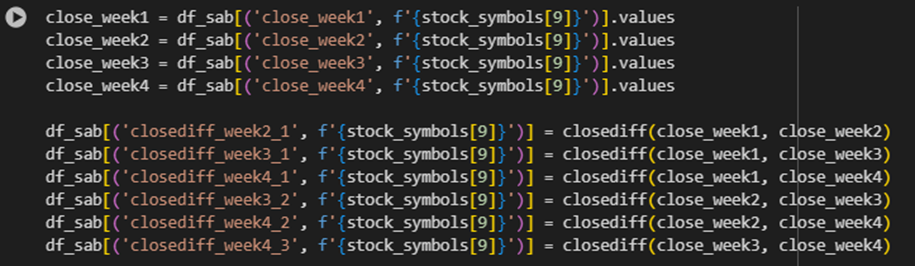 close_week1 = df_sab[('close_week1', f'{stock_symbols[9]}')].values
close_week2 = df_sab[('close_week2', f'{stock_symbols[9]}')].values
close_week3 = df_sab[('close_week3', f'{stock_symbols[9]}')].values
close_week4 = df_sab[('close_week4', f'{stock_symbols[9]}')].values
df_sab[('closediff_week2_1', f'{stock_symbols[9]}')] = closediff(close_week1, close_week2)
df_sab[('closediff_week3_1', f'{stock_symbols[9]}')] = closediff(close_week1, close_week3)
df_sab[('closediff_week4_1', f'{stock_symbols[9]}')] = closediff(close_week1, close_week4)
df_sab[('closediff_week3_2', f'{stock_symbols[9]}')] = closediff(close_week2, close_week3)
df_sab[('closediff_week4_2', f'{stock_symbols[9]}')] = closediff(close_week2, close_week4)
df_sab[('closediff_week4_3', f'{stock_symbols[9]}')] = closediff(close_week3, close_week4)